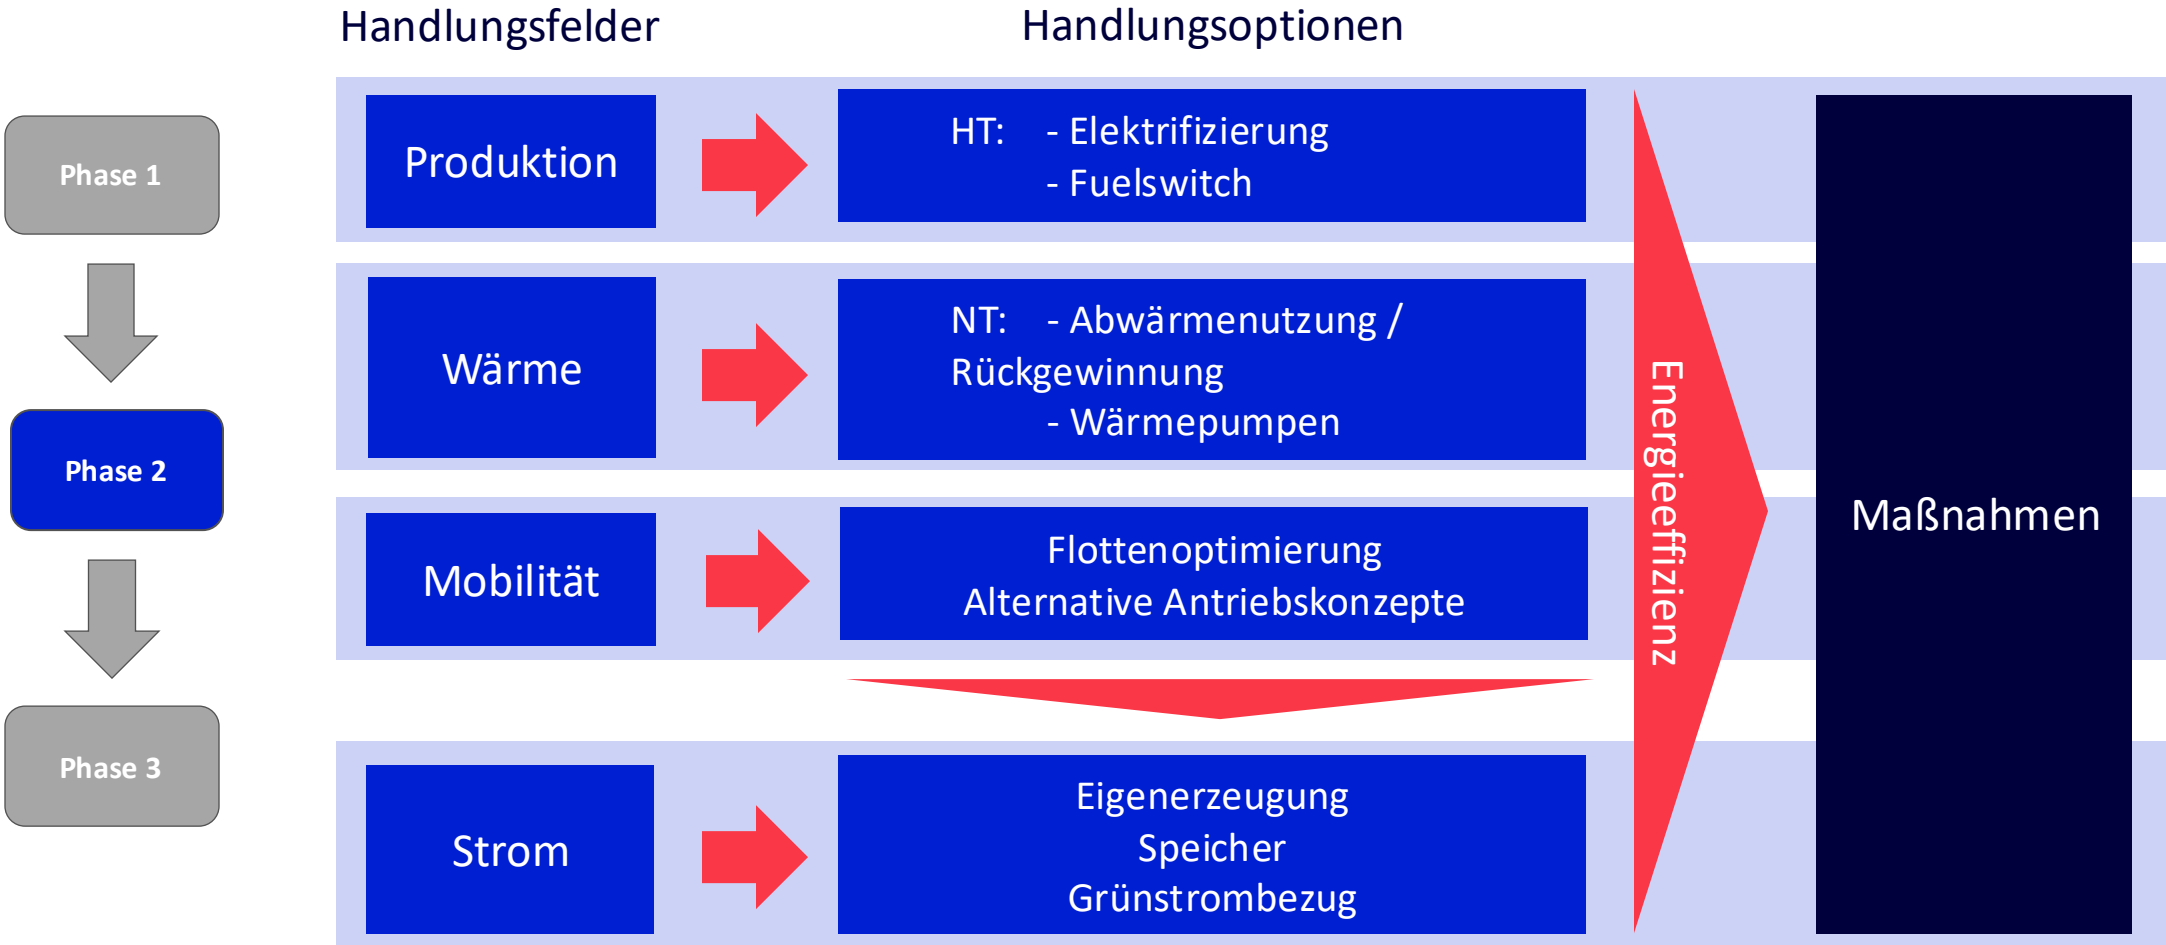 Handlungsfelder
Handlungsoptionen
Phase 1
Phase 2
Phase 3
Produktion
HT: - Elektrifizierung
- Fuelswitch
Wärme
NT: - Abwärmenutzung /
Rückgewinnung
- Wärmepumpen
Mobilität
Flottenoptimierung
Alternative Antriebskonzepte
Strom
Eigenerzeugung
Speicher
Grünstrombezug
Energieeffizienz
Maßnahmen